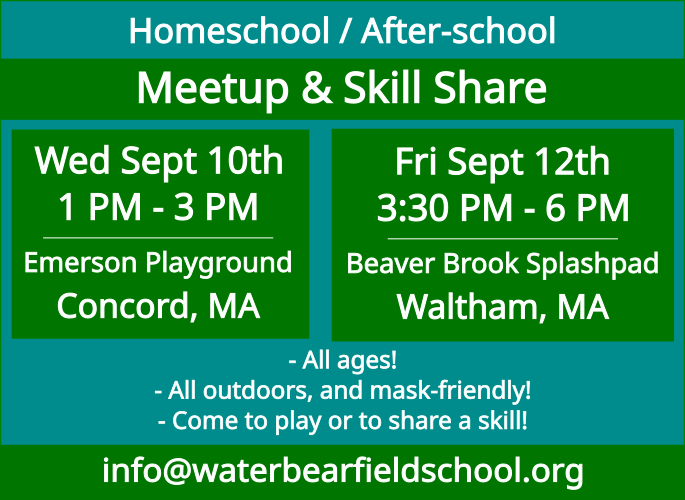 Homeschool / After-school
Meetup & Skill Share
Wed Sept 10th
1 PM - 3 PM
Emerson Playground
Concord, MA
Fri Sept 12th
3:30 PM - 6 PM
Beaver Brook Splashpad
Waltham, MA
- All ages!
- All outdoors, and mask-friendly!
- Come to play or to share a skill!
info@waterbearfieldschool.org